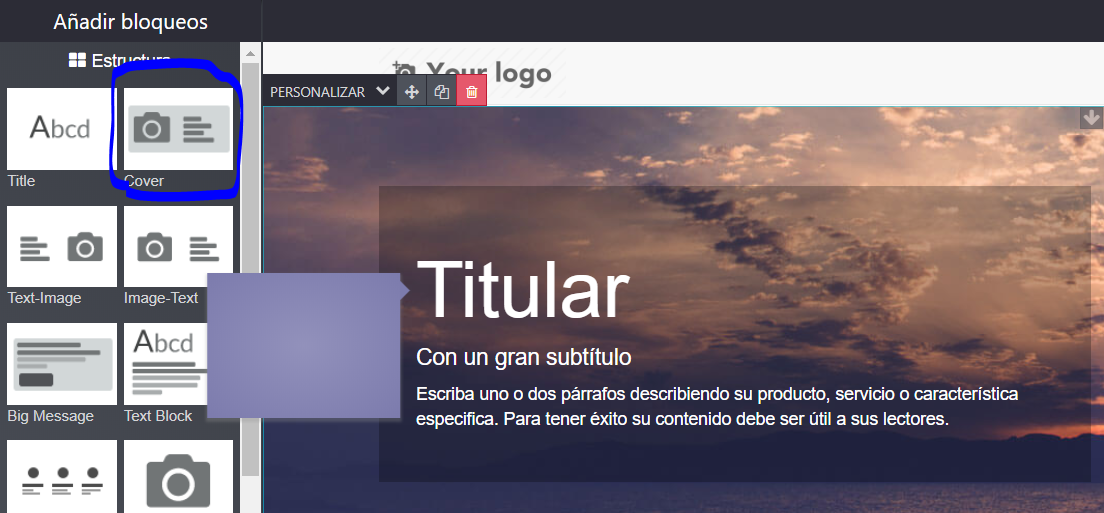 Añadir bloqueos
Estructura
Abcd
Title
Cover
Text-Image
Image-Text
Abcd
Big Message
Text Block
Your logo
PERSONALIZAR
Titular
Con un gran subtítulo
Escriba uno o dos párrafos describiendo su producto, servicio o característica
especifica. Para tener éxito su contenido debe ser útil a sus lectores.